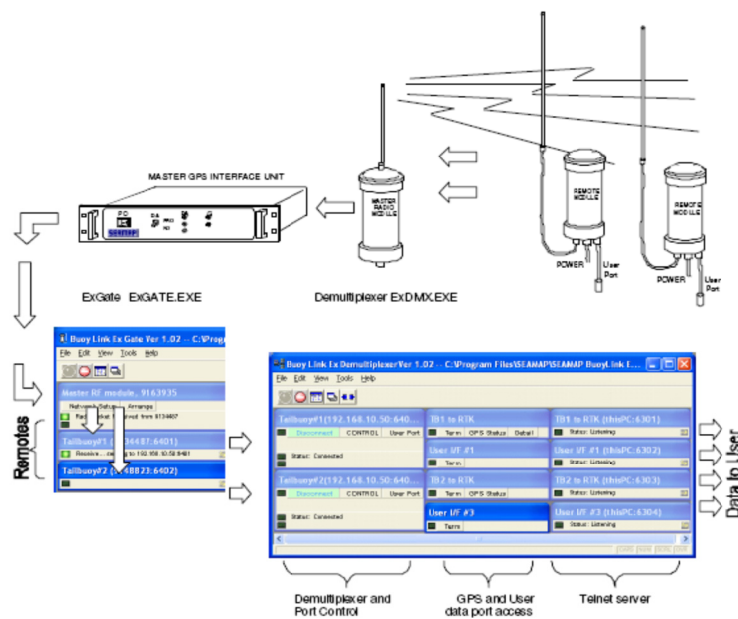 MASTER GPS INTERFACE UNIT
SEAMAP
MASTER
RADIO
MODULE
REMOTE
MODULE
REMOTE
MODULE
POWER
User
Port
POWER
User
Port
ExGate ExGATE.EXE
Demultiplexer ExDMX.EXE
Buoy Link Ex Gate Ver 1.02 -- C:\Progr
File Edit View Tools Help
Master RF module, 9163935
Network Setup Arrange
Remotes
Tailbuoy#1
Tailbuoy#2
Buoy Link Ex DemultiplexerVer 1.02 -- C:\Program Files\SEAMAP\SEAMAP BuoyLink E...
File Edit View Tools Help
Tailbuoy#1(192.168.10.50:640...
Disconnect CONTROL User Port
Status: Connected
Tailbuoy#2(192.168.10.50:640...
Disconnect CONTROL User Port
Status: Connected
TB1 to RTK
Term GPS Status Detail
User I/F #1
Term
TB2 to RTK
Term GPS Status
User I/F #3
Term
TB1 to RTK (thisPC:6301)
Status: Listening
User I/F #1 (thisPC:6302)
Status: Listening
TB2 to RTK (thisPC:6303)
Status: Listening
User I/F #3 (thisPC:6304)
Status: Listening
Data to User
Demultiplexer and
Port Control
GPS and User
data port access
Telnet server